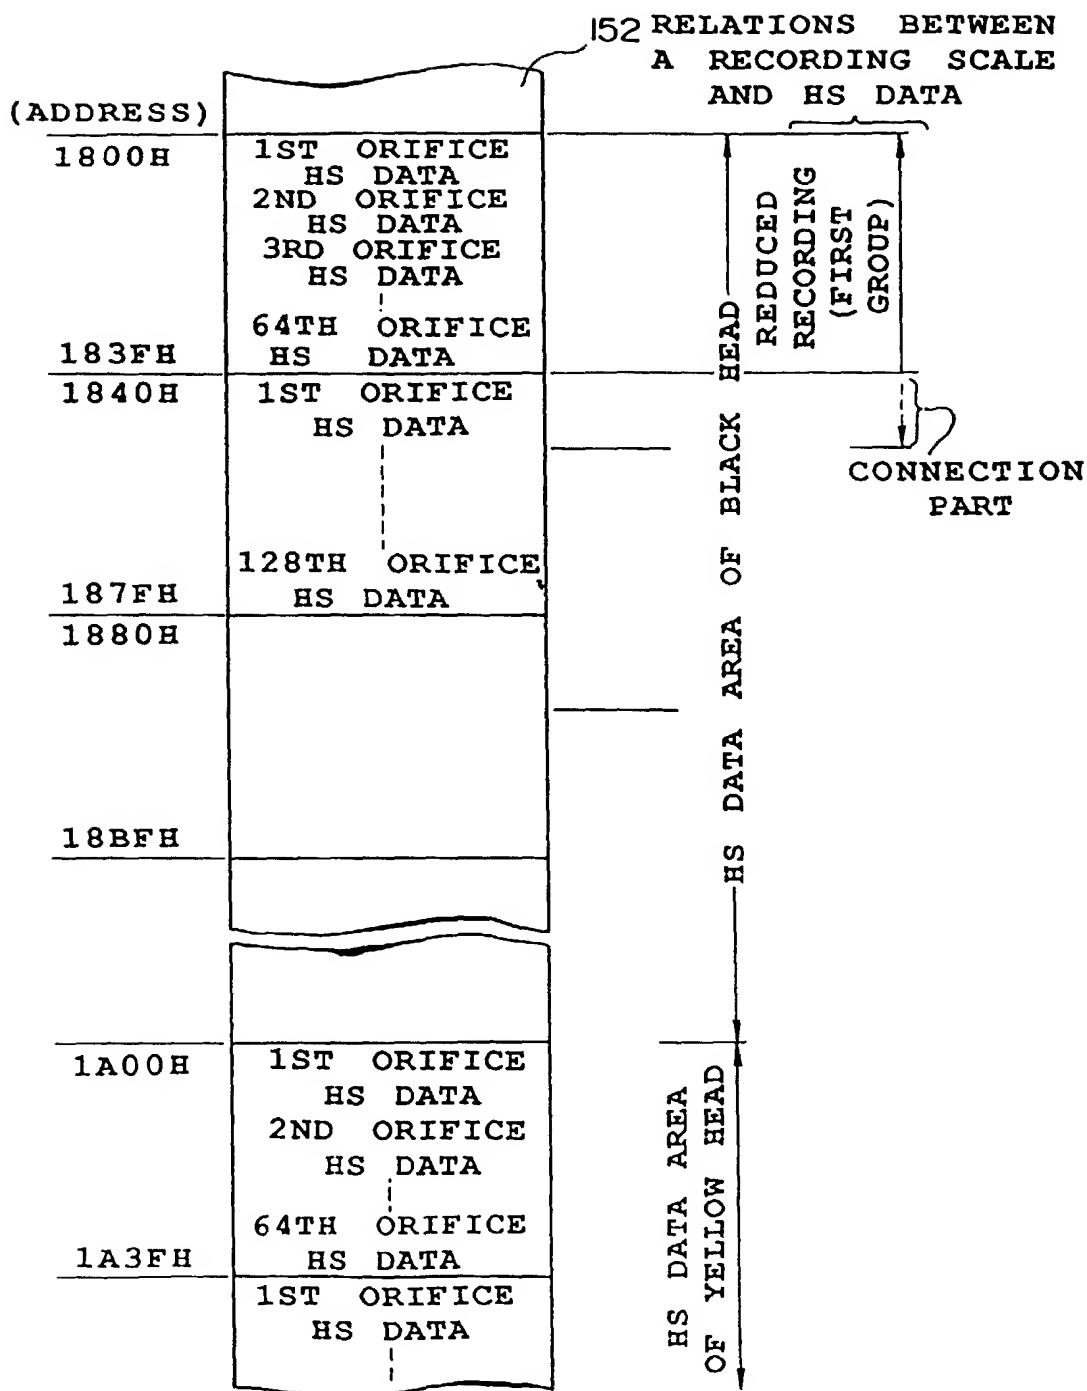 152
RELATIONS BETWEEN
A RECORDING SCALE
AND HS DATA
(ADDRESS)
1800H
1ST ORIFICE
HS DATA
2ND ORIFICE
HS DATA
3RD ORIFICE
HS DATA
64TH ORIFICE
HS DATA
183FH
1840H
1ST ORIFICE
HS DATA
128TH ORIFICE
HS DATA
187FH
1880H
18BFH
1A00H
1ST ORIFICE
HS DATA
2ND ORIFICE
HS DATA
64TH ORIFICE
HS DATA
1A3FH
1ST ORIFICE
HS DATA
HS DATA AREA OF BLACK HEAD
REDUCED
RECORDING
(FIRST
GROUP)
CONNECTION
PART
HS DATA AREA
OF YELLOW HEAD